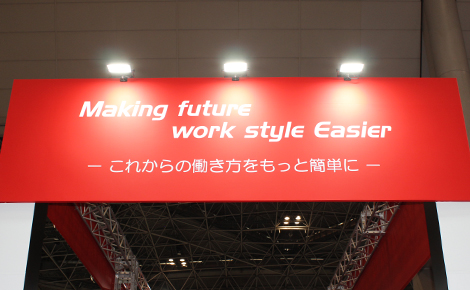 Making future
work style Easier
― これからの働き方をもっと簡単に ―